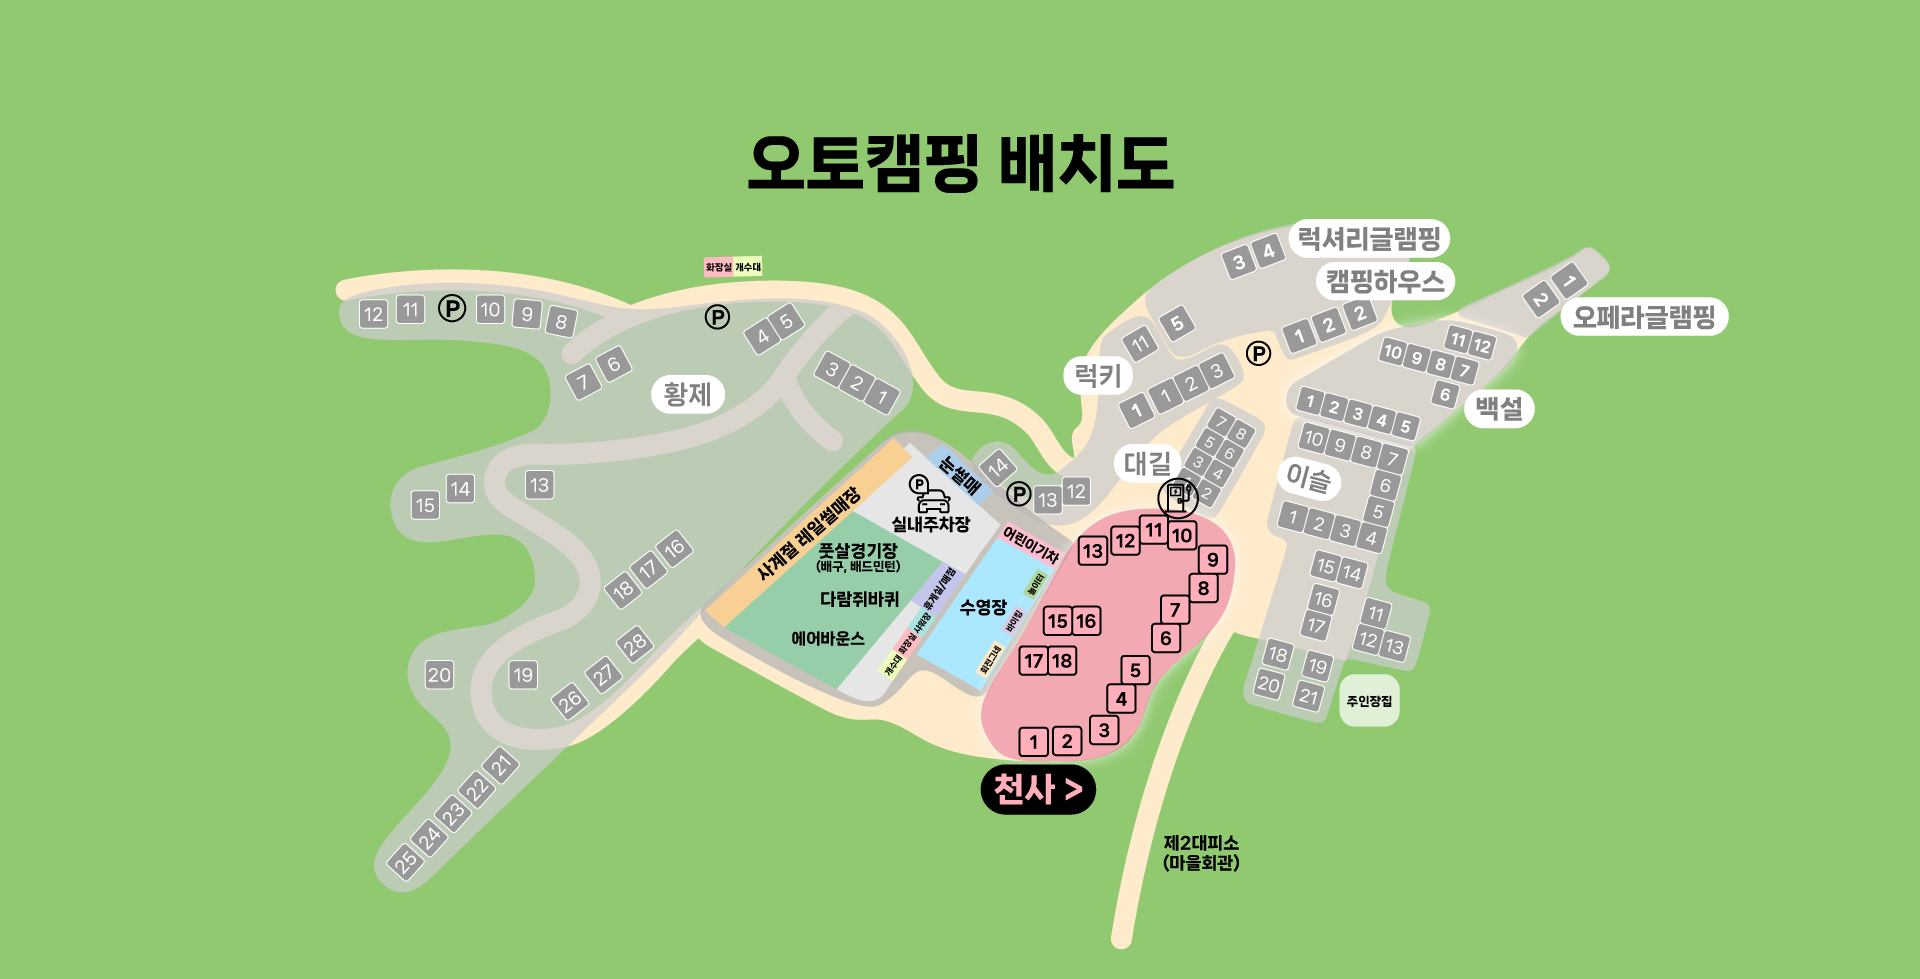 오토캠핑 배치도
럭셔리글램핑
3 4
캠핑하우스
화장실 개수대
오페라글램핑
1
2
12 11 P 10 9 8
P
4 5
7 6
3 2 1
황제
5
11
럭키
1 1 2 3
P
1 2 2
11 12
10 9 8 7
6
백설
1 2 3 4 5
10 9 8 7
6
5
이슬
1 2 3 4
15 14
16
17
11
12 13
18 19
20 21
주인장집
대길
7 8
5 6
3 4
2
14
P
13 12
15 14 13
18 17 16
20 19
26 27 28
25 24 23 22 21
사계절 레일썰매장
눈썰매
P
실내주차장
풋살경기장
(배구, 배드민턴)
다람쥐바퀴
에어바운스
휴게실/매점
샤워장
화장실
개수대
어린이기차
수영장
놀이터
바이킹
회전그네
13 12 11 10
9
8
7
6
15 16
17 18
5
4
3
1 2
천사 >
제2대피소
(마을회관)